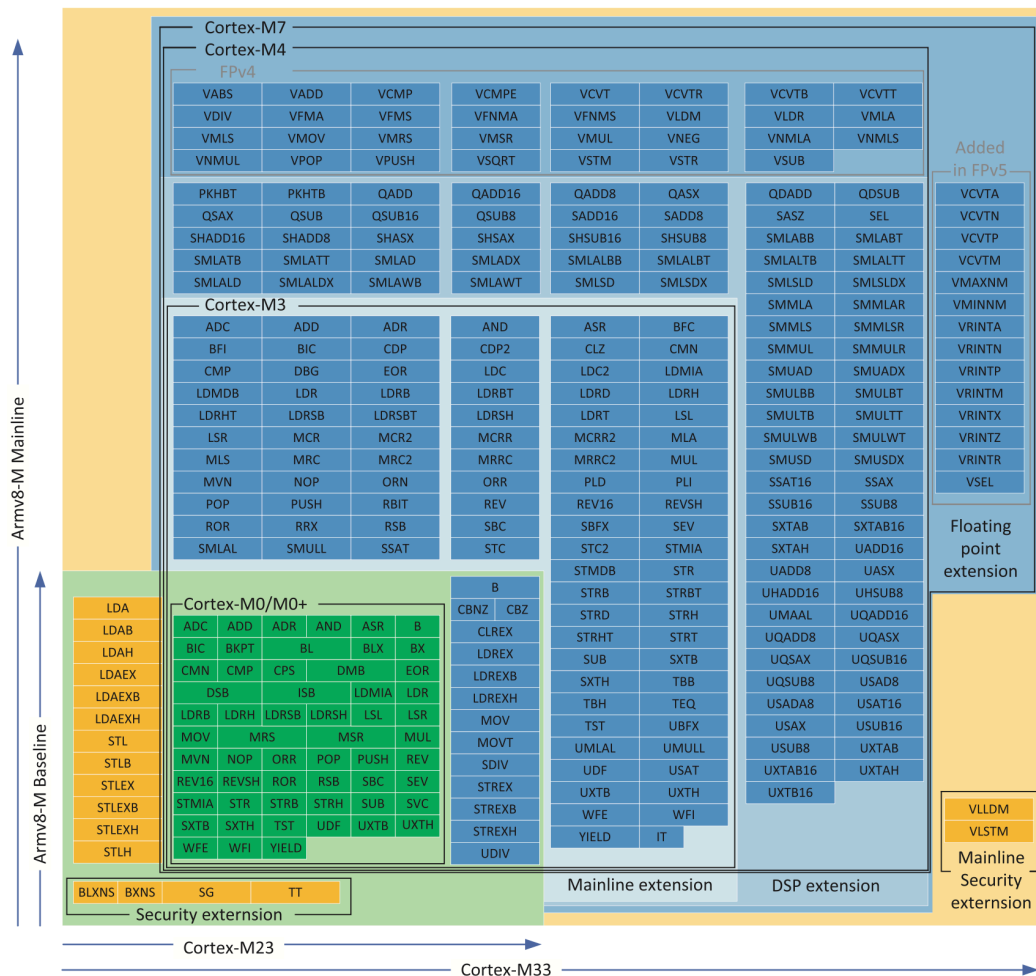 Cortex-M7
Cortex-M4
FPv4
VABS VADD VCMP VCMPE VCVT VCVTR VCVTB VCVTT
VDIV VFMA VFMS VFNMA VFNMS VLDM VLDR VMLA
VMLS VMOV VMRS VMSR VMUL VNEG VNMLA VNMLS
VNMUL VPOP VPUSH VSQRT VSTM VSTR VSUB
Added
in FPv5
PKHBT PKHTB QADD QADD16 QADD8 QASX QDADD QDSUB VCVTA
QSAX QSUB QSUB16 QSUB8 SADD16 SADD8 SASZ SEL VCVTN
SHADD16 SHADD8 SHASX SHSAX SHSUB16 SHSUB8 SMLABB SMLABT VCVTP
SMLATB SMLATT SMLAD SMLADX SMLALBB SMLALBT SMLALTB SMLALTT VCVTM
SMLALD SMLALDX SMLAWB SMLAWT SMLSD SMLSDX SMLSLD SMLSLDX VMAXNM
Cortex-M3 SMMLA SMMLAR VMINNM
ADC ADD ADR AND ASR BFC SMMLS SMMLSR VRINTA
BFI BIC CDP CDP2 CLZ CMN SMMUL SMMULR VRINTN
CMP DBG EOR LDC LDC2 LDMIA SMUAD SMUADX VRINTP
LDMDB LDR LDRB LDRBT LDRD LDRH SMULBB SMULBT VRINTM
LDRHT LDRSB LDRSBT LDRSH LDRT LSL SMULTB SMULTT VRINTX
LSR MCR MCR2 MCRR MCRR2 MLA SMULWB SMULWT VRINTZ
MLS MRC MRC2 MRRC MRRC2 MUL SMUSD SMUSDX VRINTR
MVN NOP ORN ORR PLD PLI SSAT16 SSAX VSEL
POP PUSH RBIT REV REV16 REVSH SSUB16 SSUB8
ROR RRX RSB SBC SBFX SEV SXTAB SXTAB16 Floating
SMLAL SMULL SSAT STC STC2 STMIA SXTAH UADD16 point
STMDB STR UADD8 UASX extension
B STRB STRBT UHADD16 UHSUB8
LDA Cortex-M0/M0+ CBNZ CBZ STRD STRH UMAAL UQADD16
LDAB ADC ADD ADR AND ASR B CLREX STRHT STRT UQADD8 UQASX
LDAH BIC BKPT BL BLX BX LDREX SUB SXTB UQSAX UQSUB16
LDAEX CMN CMP CPS DMB EOR LDREXB SXTH TBB UQSUB8 USAD8
LDAEXB DSB ISB LDMIA LDR LDREXH TBH TEQ USADA8 USAT16
LDAEXH LDRB LDRH LDRSB LDRSH LSL LSR MOV TST UBFX USAX USUB16
STL MOV MRS MSR MUL MOVT UMLAL UMULL USUB8 UXTAB
STLB MVN NOP ORR POP PUSH REV SDIV UDF USAT UXTAB16 UXTAH
STLEX REV16 REVSH ROR RSB SBC SEV STREX UXTB UXTH UXTB16
STLEXB STMIA STR STRB STRH SUB SVC STREXB WFE WFI VLLDM
STLEXH SXTB SXTH TST UDF UXTB UXTH STREXH YIELD IT VLSTM
STLH WFE WFI YIELD UDIV
Mainline
Security
externsion
BLXNS BXNS SG TT
Security externsion
Mainline extension
DSP extension
Armv8-M Mainline
Armv8-M Baseline
Cortex-M23
Cortex-M33